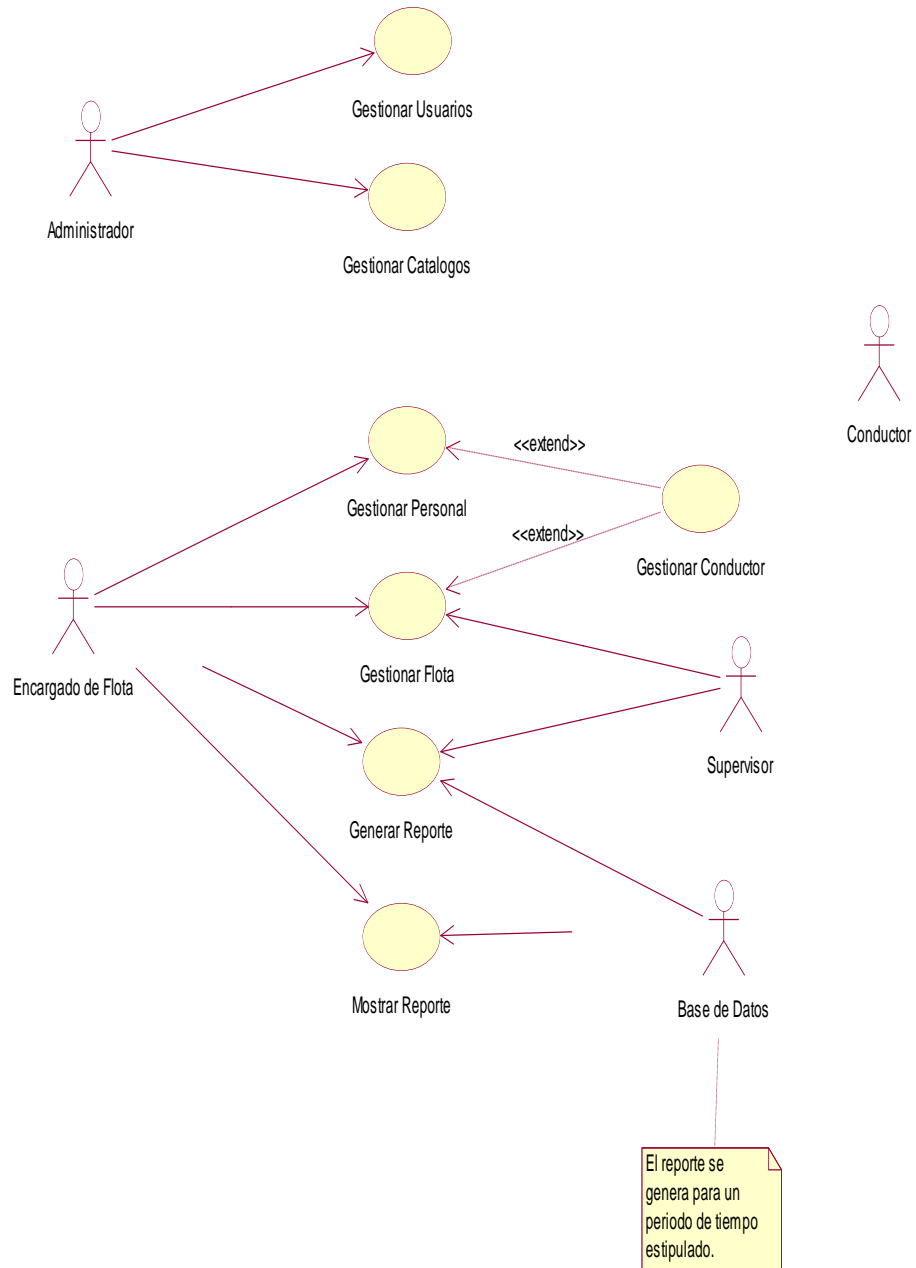 Gestionar Usuarios
Administrador
Gestionar Catalogos
Conductor
<<extend>>
Gestionar Personal
<<extend>>
Gestionar Conductor
Gestionar Flota
Encargado de Flota
Supervisor
Generar Reporte
Mostrar Reporte
Base de Datos
El reporte se
genera para un
periodo de tiempo
estipulado.